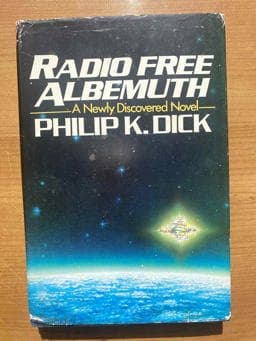 RADIO FREE
ALBEMUTH
A Newly Discovered Novel
PHILIP K. DICK